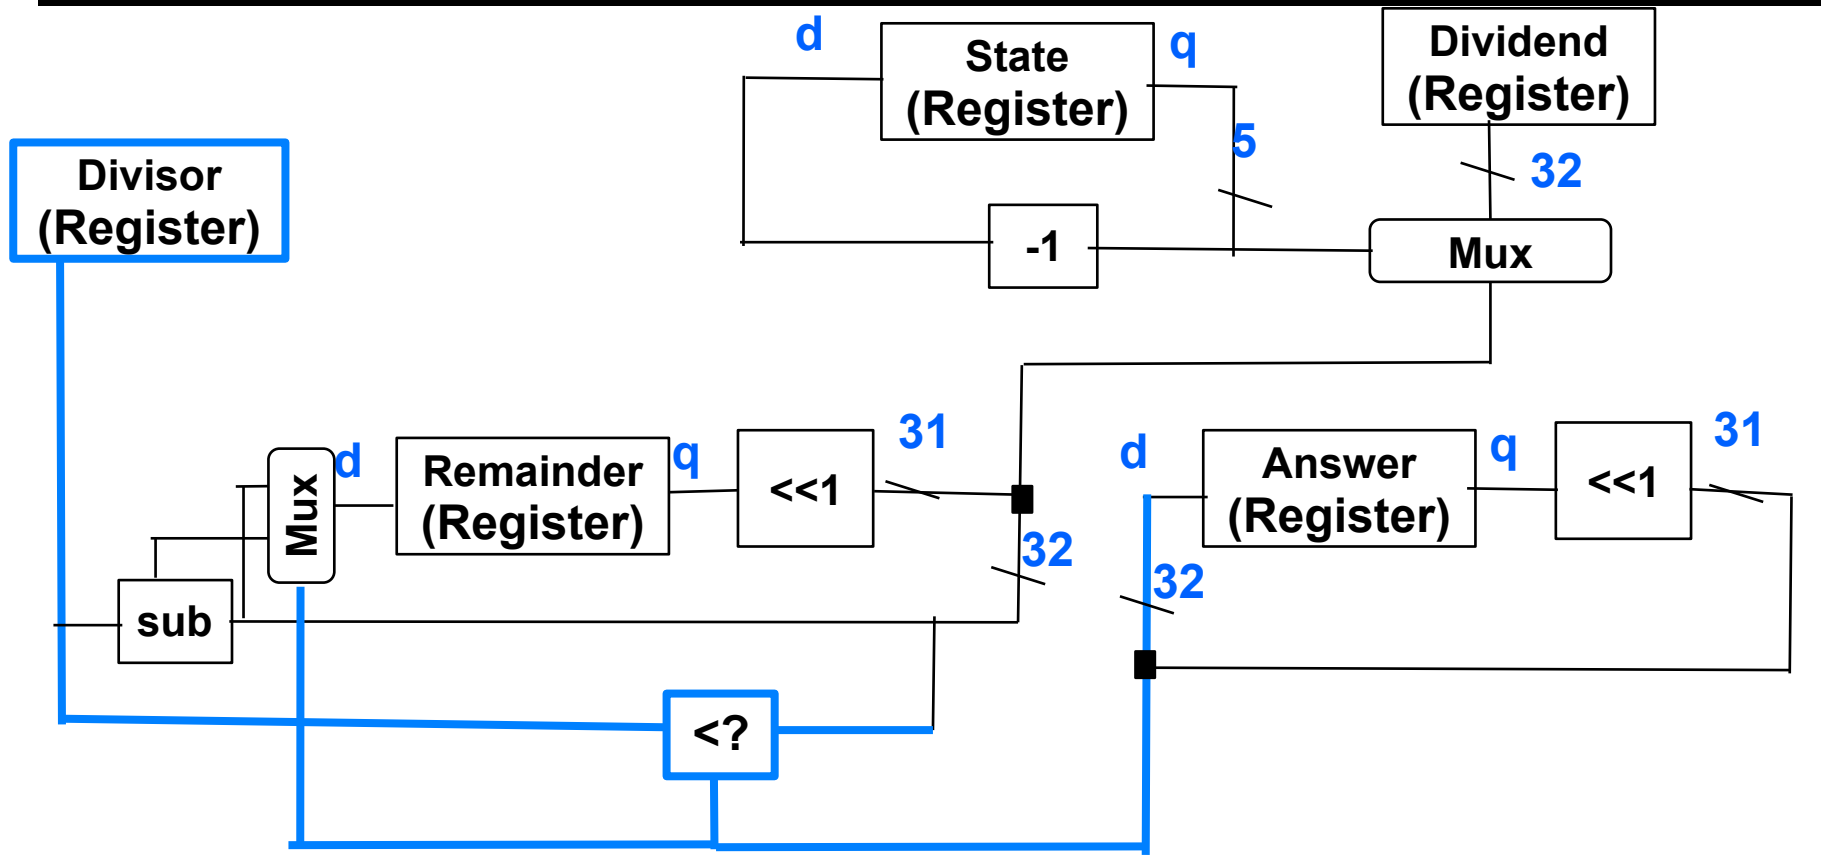 d
State
(Register)
q
Dividend
(Register)
5
32
Divisor
(Register)
-1
Mux
Mux
d
Remainder
(Register)
q
<<1
31
32
d
Answer
(Register)
q
<<1
31
32
sub
<?